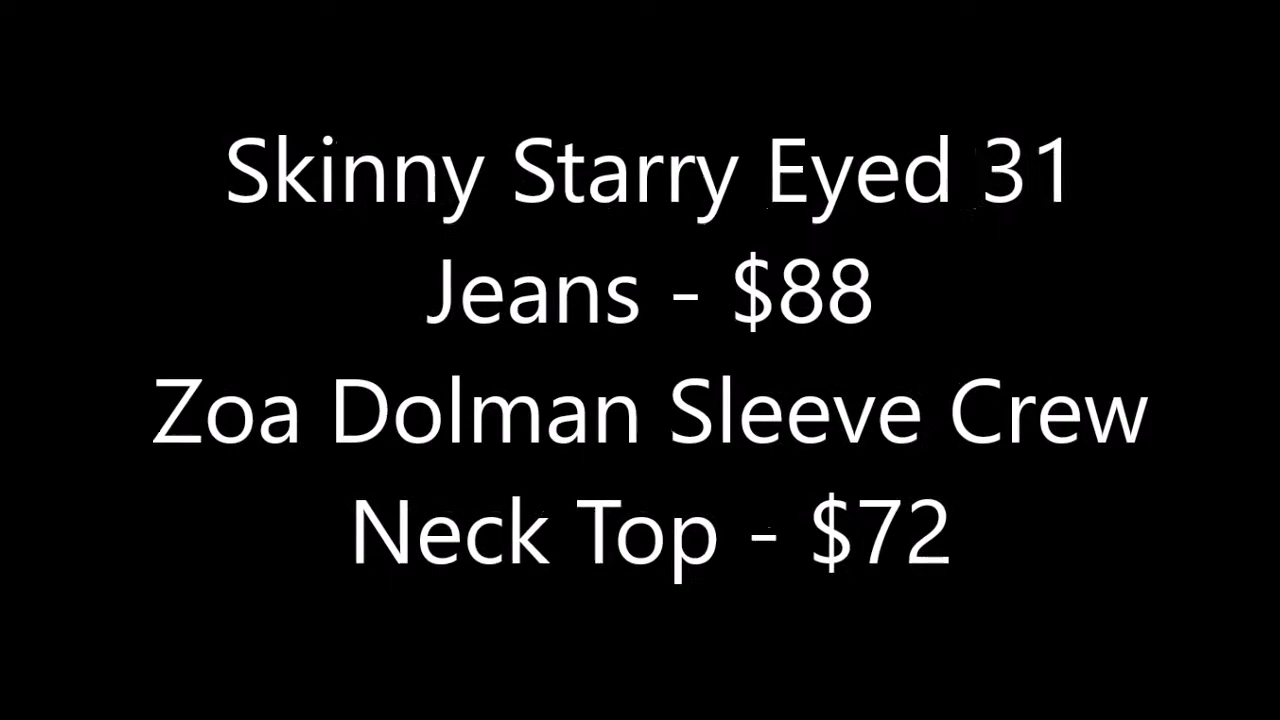 Skinny Starry Eyed 31
Jeans - $88
Zoa Dolman Sleeve Crew
Neck Top - $72